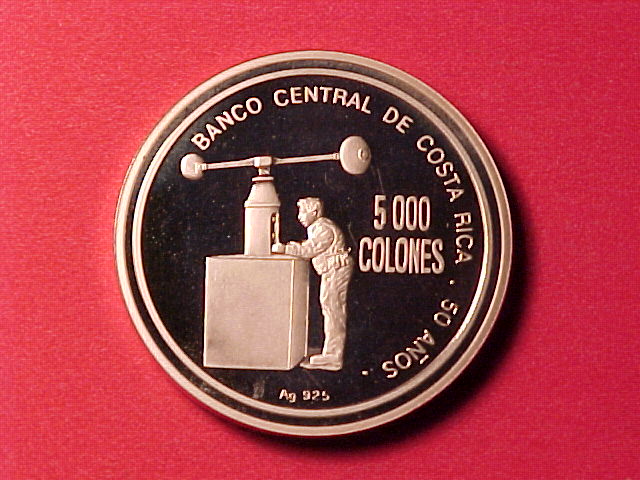 BANCO CENTRAL DE COSTA RICA · 50 AÑOS ·
5 000
COLONES
Ag 925